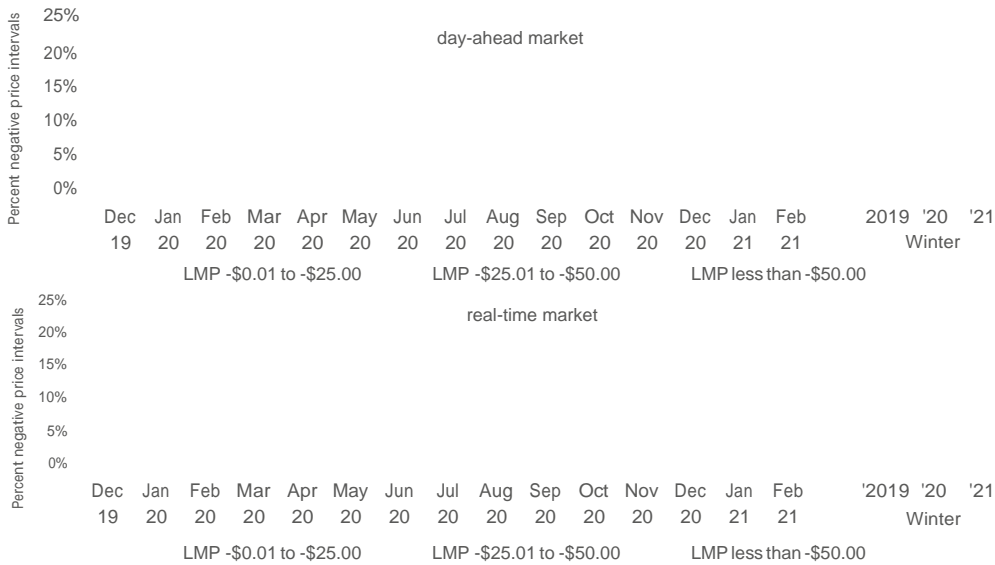 Percent negative price intervals
25%
day-ahead market
20%
15%
10%
5%
0%
Dec Jan Feb Mar Apr May Jun Jul Aug Sep Oct Nov Dec Jan Feb 2019 '20 '21
19 20 20 20 20 20 20 20 20 20 20 20 20 21 21 Winter
LMP -$0.01 to -$25.00 LMP -$25.01 to -$50.00 LMP less than -$50.00
Percent negative price intervals
25%
real-time market
20%
15%
10%
5%
0%
Dec Jan Feb Mar Apr May Jun Jul Aug Sep Oct Nov Dec Jan Feb '2019 '20 '21
19 20 20 20 20 20 20 20 20 20 20 20 20 21 21 Winter
LMP -$0.01 to -$25.00 LMP -$25.01 to -$50.00 LMP less than -$50.00